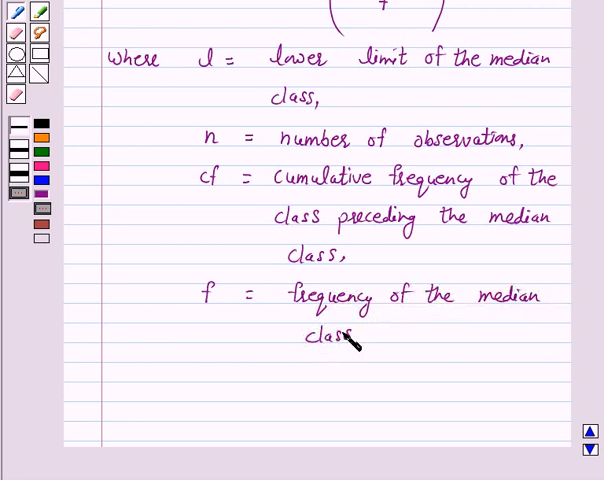 f
where l = lower limit of the median
class,
n = number of observations,
cf = cumulative frequency of the
class preceding the median
class,
f = frequency of the median
class